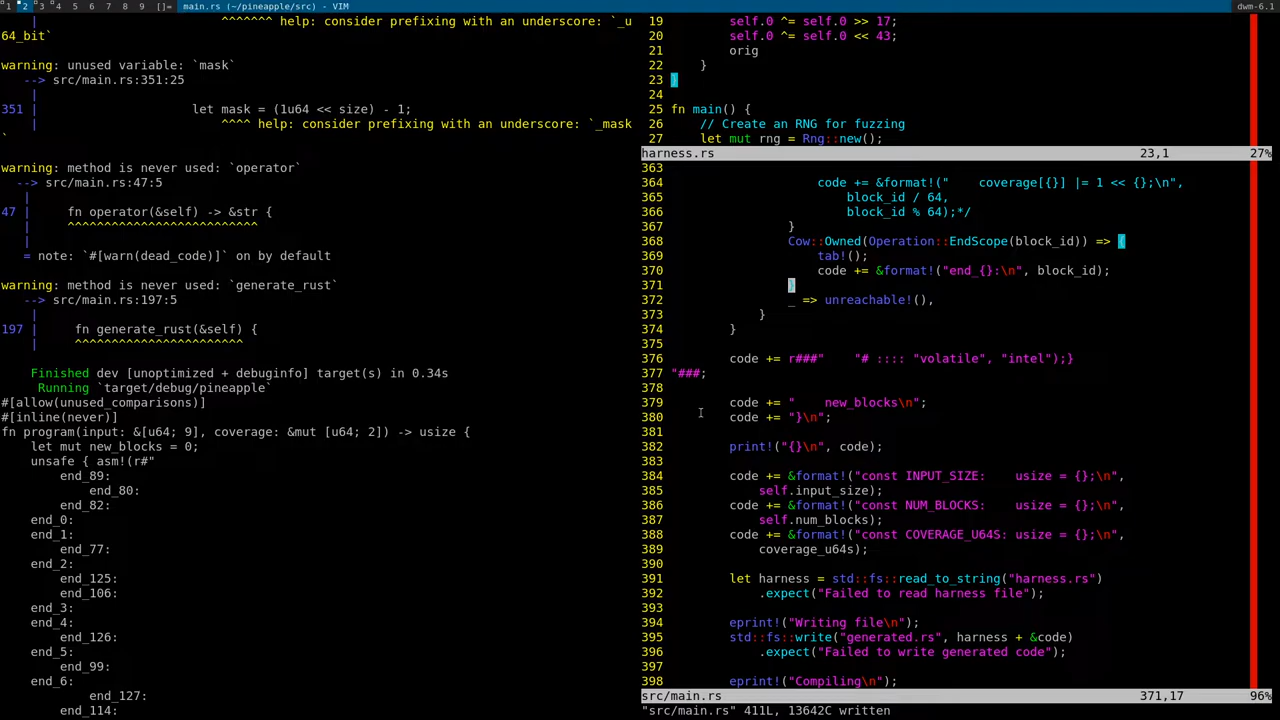 1 2 3 4 5 6 7 8 9 []= main.rs (~/pineapple/src) - VIM dwm-6.1
^^^^^^^ help: consider prefixing with an underscore: `_u
64_bit`
warning: unused variable: `mask`
--> src/main.rs:351:25
|
351 | let mask = (1u64 << size) - 1;
| ^^^^ help: consider prefixing with an underscore: `_mask
`
warning: method is never used: `operator`
--> src/main.rs:47:5
|
47 | fn operator(&self) -> &str {
| ^^^^^^^^^^^^^^^^^^^^^^^^^^
|
= note: `#[warn(dead_code)]` on by default
warning: method is never used: `generate_rust`
--> src/main.rs:197:5
|
197 | fn generate_rust(&self) {
| ^^^^^^^^^^^^^^^^^^^^^^^
Finished dev [unoptimized + debuginfo] target(s) in 0.34s
Running `target/debug/pineapple`
#[allow(unused_comparisons)]
#[inline(never)]
fn program(input: &[u64; 9], coverage: &mut [u64; 2]) -> usize {
let mut new_blocks = 0;
unsafe { asm!(r#"
end_89:
end_80:
end_82:
end_0:
end_1:
end_77:
end_2:
end_125:
end_106:
end_3:
end_4:
end_126:
end_5:
end_99:
end_6:
end_127:
end_114:
19 self.0 ^= self.0 >> 17;
20 self.0 ^= self.0 << 43;
21 orig
22 }
23 }
24
25 fn main() {
26 // Create an RNG for fuzzing
27 let mut rng = Rng::new();
harness.rs 23,1 27%
363
364 code += &format!("    coverage[{}] |= 1 << {};\n",
365 block_id / 64,
366 block_id % 64);*/
367 }
368 Cow::Owned(Operation::EndScope(block_id)) => {
369 tab!();
370 code += &format!("end_{}:\n", block_id);
371 }
372 _ => unreachable!(),
373 }
374 }
375
376 code += r###"    "# :::: "volatile", "intel");}
377 "###;
378
379 code += "    new_blocks\n";
380 code += "}\n";
381
382 print!("{}\n", code);
383
384 code += &format!("const INPUT_SIZE:    usize = {};\n",
385 self.input_size);
386 code += &format!("const NUM_BLOCKS:    usize = {};\n",
387 self.num_blocks);
388 code += &format!("const COVERAGE_U64S: usize = {};\n",
389 coverage_u64s);
390
391 let harness = std::fs::read_to_string("harness.rs")
392 .expect("Failed to read harness file");
393
394 eprint!("Writing file\n");
395 std::fs::write("generated.rs", harness + &code)
396 .expect("Failed to write generated code");
397
398 eprint!("Compiling\n");
src/main.rs 371,17 96%
"src/main.rs" 411L, 13642C written